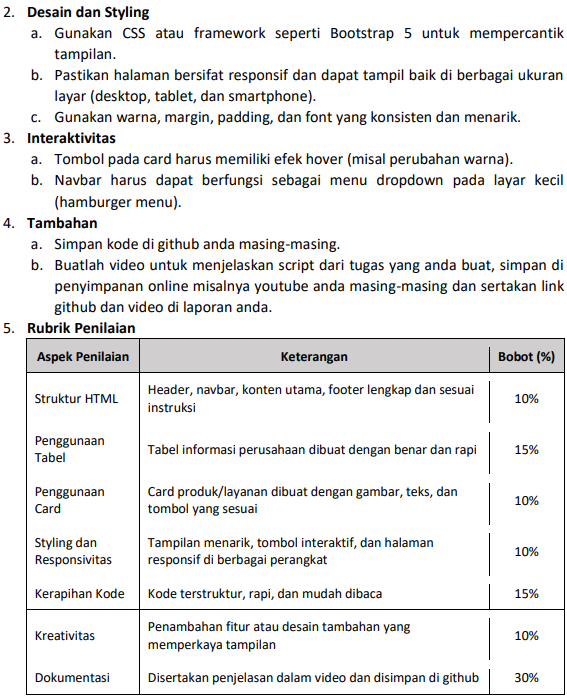 2. Desain dan Styling
a. Gunakan CSS atau framework seperti Bootstrap 5 untuk mempercantik
tampilan.
b. Pastikan halaman bersifat responsif dan dapat tampil baik di berbagai ukuran
layar (desktop, tablet, dan smartphone).
c. Gunakan warna, margin, padding, dan font yang konsisten dan menarik.
3. Interaktivitas
a. Tombol pada card harus memiliki efek hover (misal perubahan warna).
b. Navbar harus dapat berfungsi sebagai menu dropdown pada layar kecil
(hamburger menu).
4. Tambahan
a. Simpan kode di github anda masing-masing.
b. Buatlah video untuk menjelaskan script dari tugas yang anda buat, simpan di
penyimpanan online misalnya youtube anda masing-masing dan sertakan link
github dan video di laporan anda.
5. Rubrik Penilaian
Aspek Penilaian Keterangan Bobot (%)
Struktur HTML Header, navbar, konten utama, footer lengkap dan sesuai
instruksi 10%
Penggunaan
Tabel Tabel informasi perusahaan dibuat dengan benar dan rapi 15%
Penggunaan
Card Card produk/layanan dibuat dengan gambar, teks, dan
tombol yang sesuai 10%
Styling dan
Responsivitas Tampilan menarik, tombol interaktif, dan halaman
responsif di berbagai perangkat 10%
Kerapihan Kode Kode terstruktur, rapi, dan mudah dibaca 15%
Kreativitas Penambahan fitur atau desain tambahan yang
memperkaya tampilan 10%
Dokumentasi Disertakan penjelasan dalam video dan disimpan di github 30%